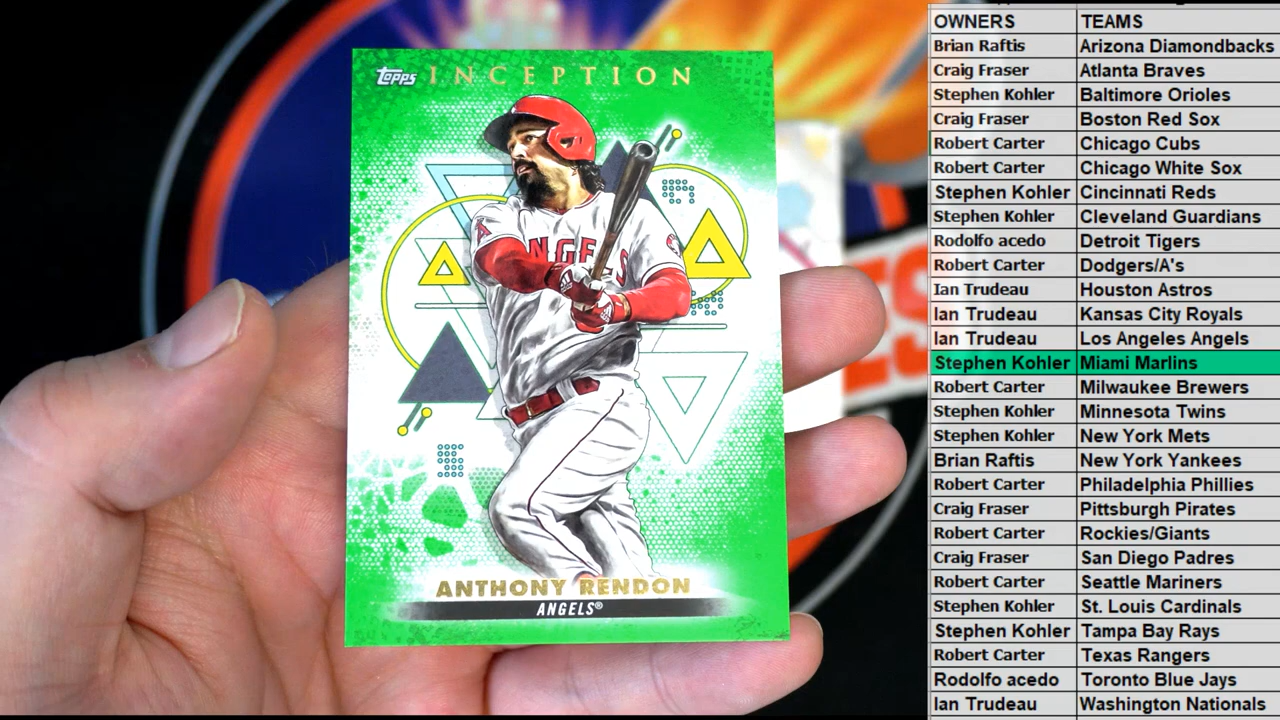 Topps INCEPTION
ANGELS
ANTHONY RENDON
ANGELS®
ES
OWNERS TEAMS
Brian Raftis Arizona Diamondbacks
Craig Fraser Atlanta Braves
Stephen Kohler Baltimore Orioles
Craig Fraser Boston Red Sox
Robert Carter Chicago Cubs
Robert Carter Chicago White Sox
Stephen Kohler Cincinnati Reds
Stephen Kohler Cleveland Guardians
Rodolfo acedo Detroit Tigers
Robert Carter Dodgers/A's
Ian Trudeau Houston Astros
Ian Trudeau Kansas City Royals
Ian Trudeau Los Angeles Angels
Stephen Kohler Miami Marlins
Robert Carter Milwaukee Brewers
Stephen Kohler Minnesota Twins
Stephen Kohler New York Mets
Brian Raftis New York Yankees
Robert Carter Philadelphia Phillies
Craig Fraser Pittsburgh Pirates
Robert Carter Rockies/Giants
Craig Fraser San Diego Padres
Robert Carter Seattle Mariners
Stephen Kohler St. Louis Cardinals
Stephen Kohler Tampa Bay Rays
Robert Carter Texas Rangers
Rodolfo acedo Toronto Blue Jays
Ian Trudeau Washington Nationals